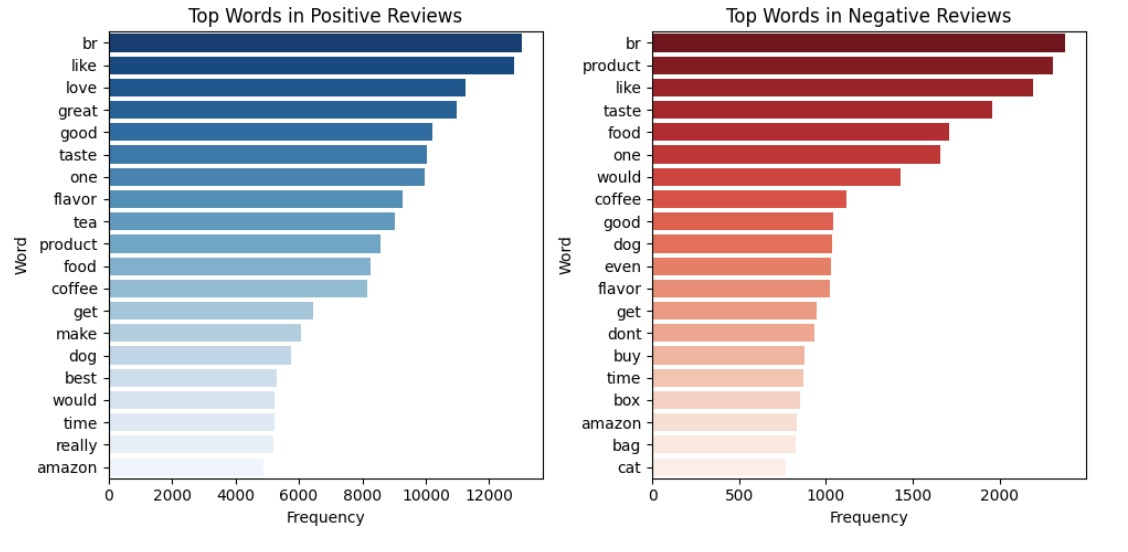 Top Words in Positive Reviews
br
like
love
great
good
taste
one
flavor
tea
product
food
coffee
get
make
dog
best
would
time
really
amazon
Word
0 2000 4000 6000 8000 10000 12000
Frequency
Top Words in Negative Reviews
br
product
like
taste
food
one
would
coffee
good
dog
even
flavor
get
dont
buy
time
box
amazon
bag
cat
Word
0 500 1000 1500 2000
Frequency